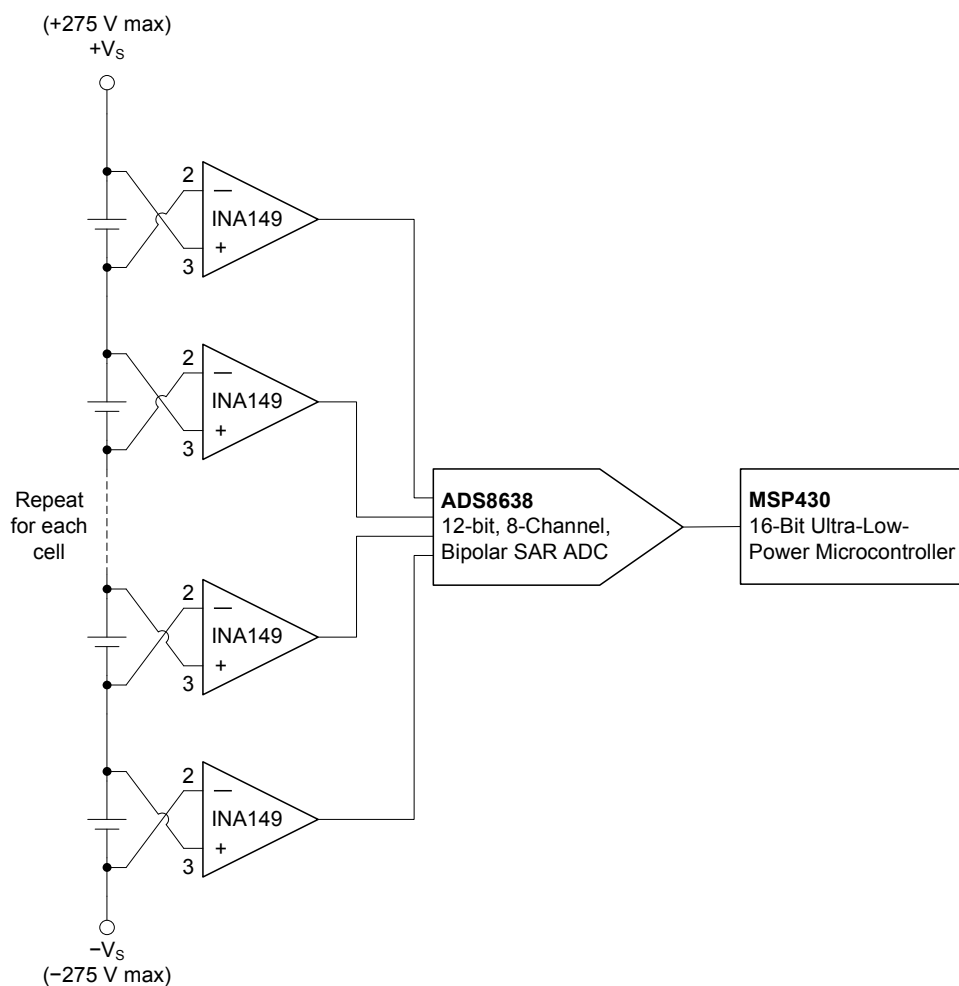 (+275 V max)
+VS
2
−
INA149
+
3
2
−
INA149
+
3
Repeat
for each
cell
ADS8638
12-bit, 8-Channel,
Bipolar SAR ADC
MSP430
16-Bit Ultra-Low-
Power Microcontroller
2
−
INA149
+
3
2
−
INA149
+
3
−VS
(−275 V max)